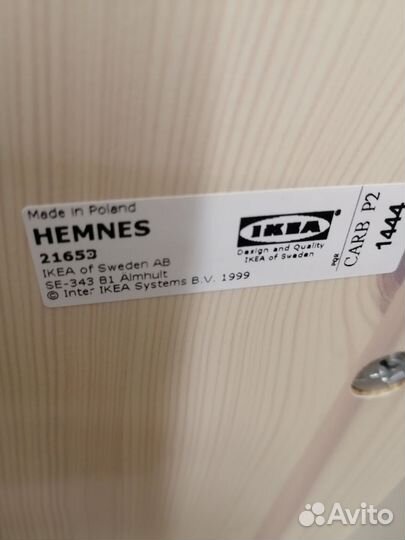 Made in Poland
HEMNES
21653
IKEA of Sweden AB
SE-343 81 Älmhult
© Inter IKEA Systems B.V. 1999
IKEA
Design and Quality
IKEA of Sweden
CARB P2
1444
Avito